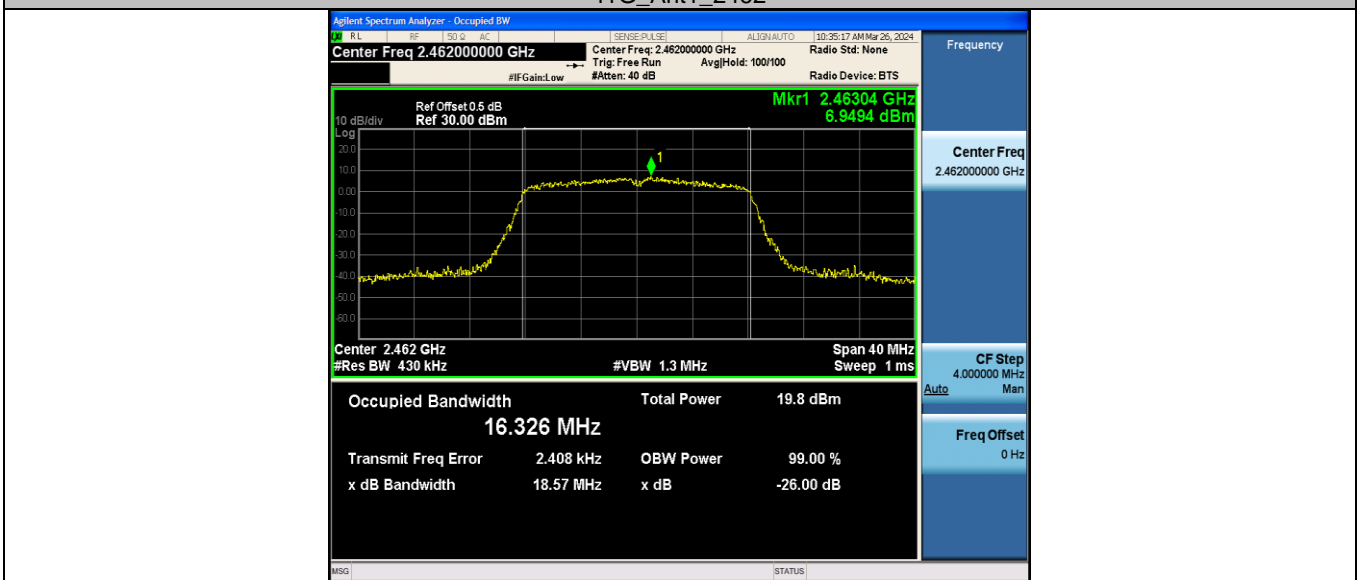 Agilent Spectrum Analyzer - Occupied BW
RL RF 50 Ω AC SENSE:PULSE ALIGNAUTO 10:35:17 AM Mar 26, 2024
Center Freq 2.462000000 GHz
Center Freq: 2.462000000 GHz
Radio Std: None
Trig: Free Run Avg|Hold: 100/100
#IFGain:Low #Atten: 40 dB Radio Device: BTS
Frequency
Mkr1 2.46304 GHz
6.9494 dBm
Ref Offset 0.5 dB
10 dB/div Ref 30.00 dBm
Log
20.0
10.0
0.00
-10.0
-20.0
-30.0
-40.0
-50.0
-60.0
1
Center 2.462 GHz Span 40 MHz
#Res BW 430 kHz #VBW 1.3 MHz Sweep 1 ms
Occupied Bandwidth Total Power 19.8 dBm
16.326 MHz
Transmit Freq Error 2.408 kHz OBW Power 99.00 %
x dB Bandwidth 18.57 MHz x dB -26.00 dB
Center Freq
2.462000000 GHz
CF Step
4.000000 MHz
Auto Man
Freq Offset
0 Hz
MSG STATUS